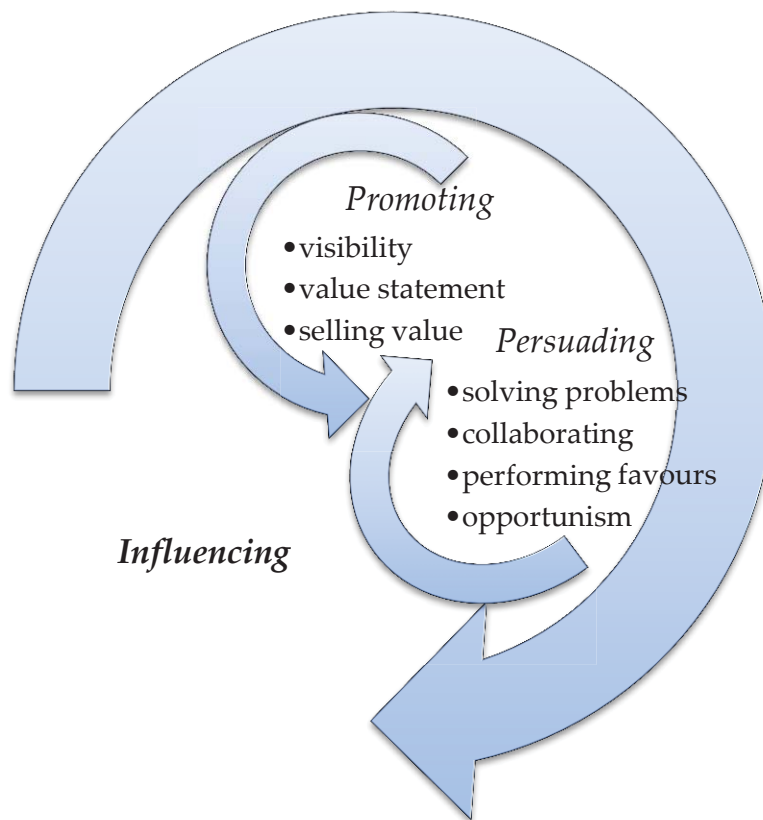 Promoting
•visibility
•value statement
•selling value
Persuading
•solving problems
•collaborating
•performing favours
•opportunism
Influencing